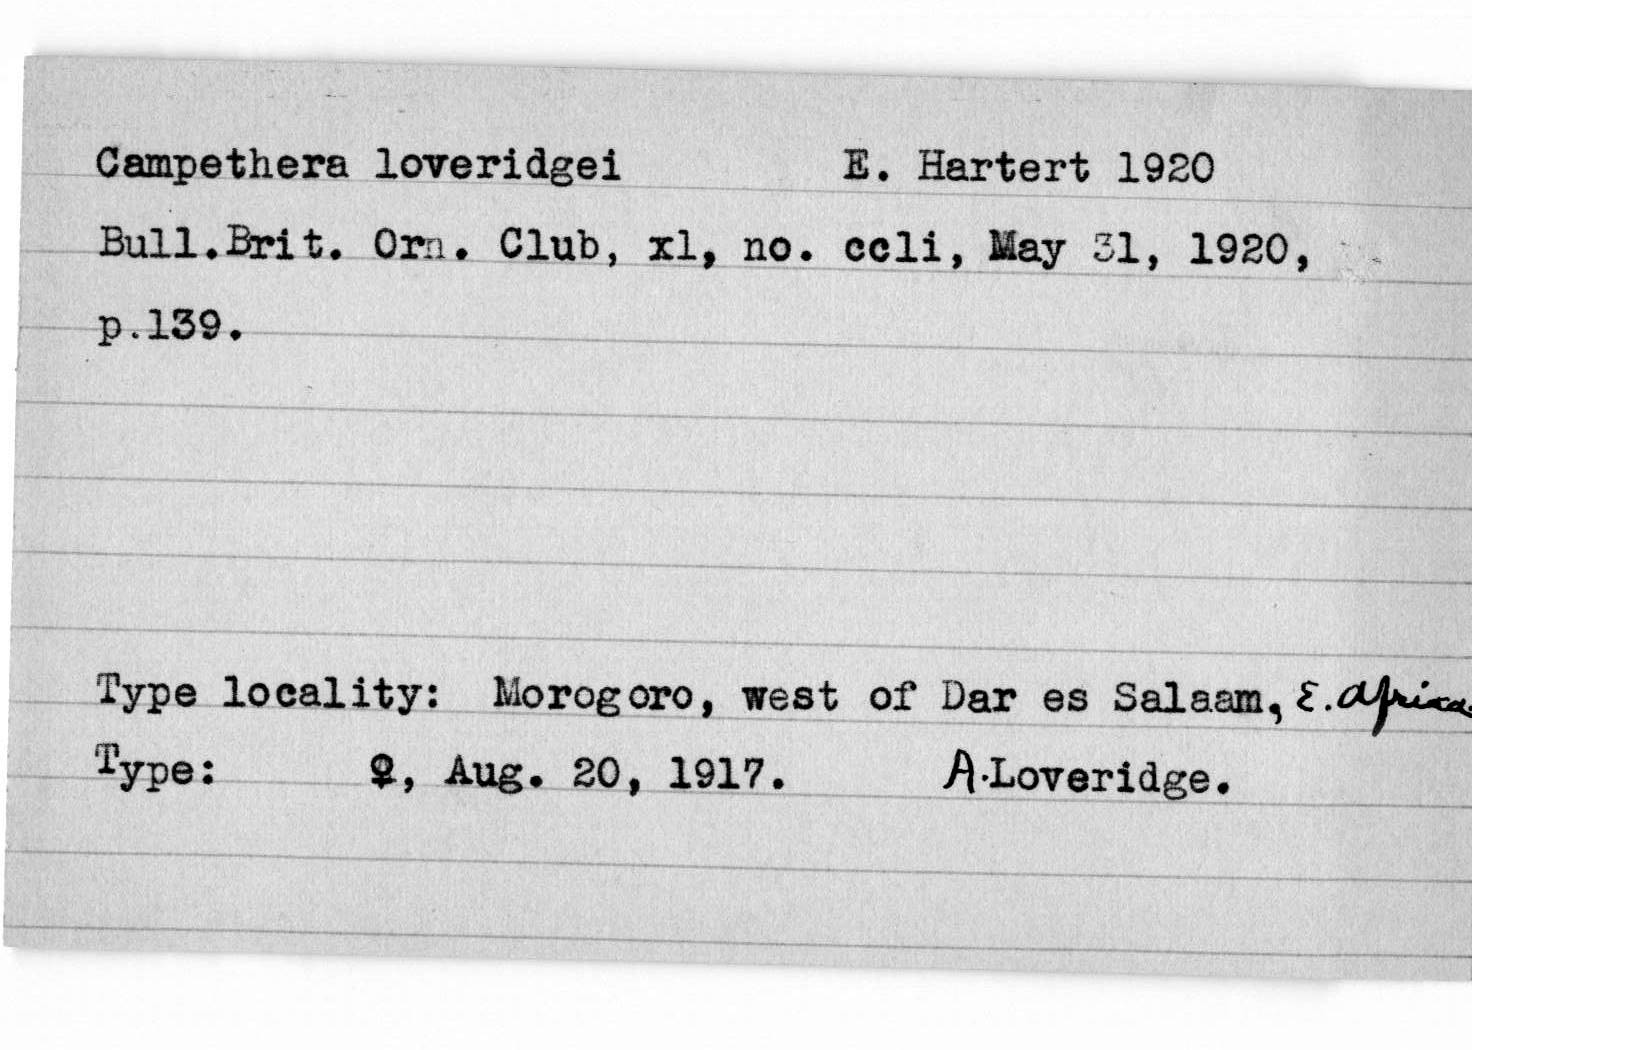 Campethera loveridgei E. Hartert 1920
Bull.Brit. Orn. Club, xl, no. ccli, May 31, 1920,
p.139.
Type locality: Morogoro, west of Dar es Salaam, E. Africa.
Type: ♀, Aug. 20, 1917. A.Loveridge.